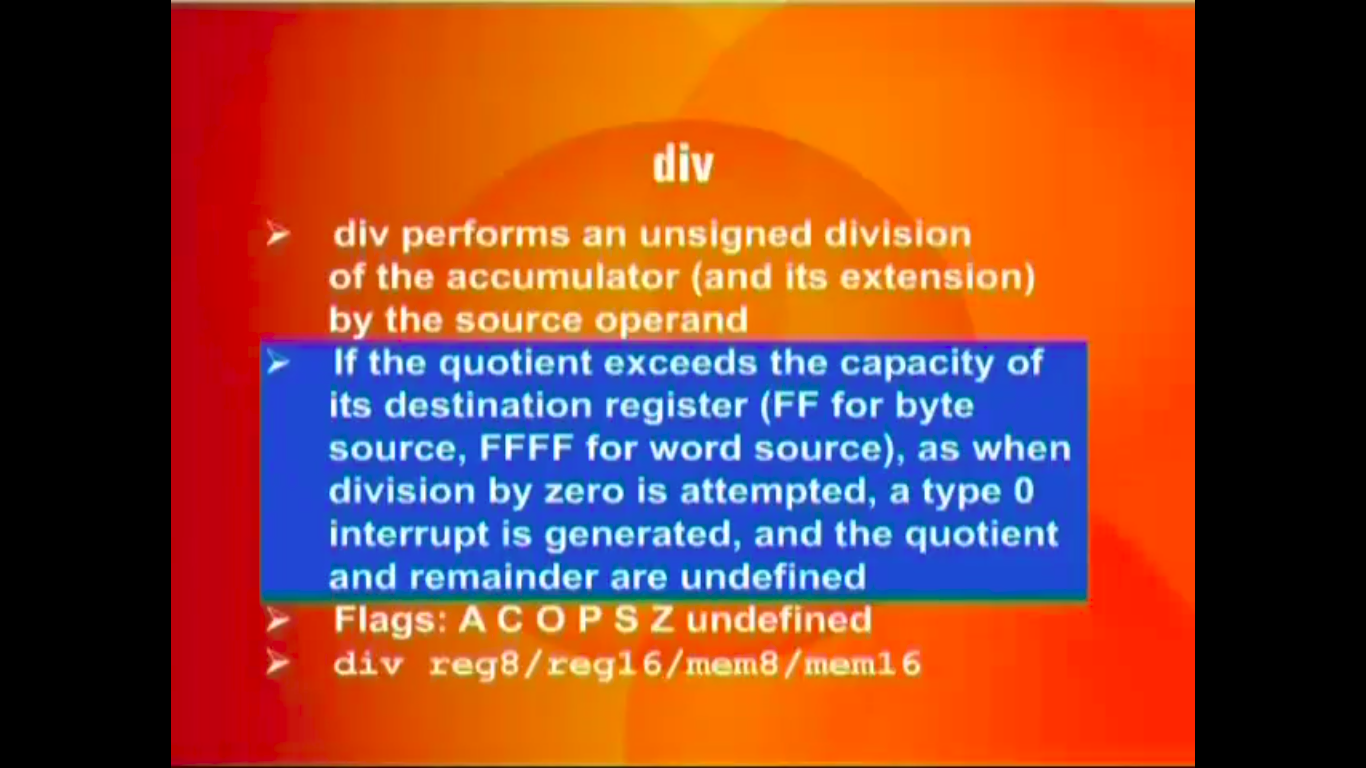 div
➢ div performs an unsigned division
of the accumulator (and its extension)
by the source operand
➢ If the quotient exceeds the capacity of
its destination register (FF for byte
source, FFFF for word source), as when
division by zero is attempted, a type 0
interrupt is generated, and the quotient
and remainder are undefined
➢ Flags: A C O P S Z undefined
➢ div reg8/reg16/mem8/mem16